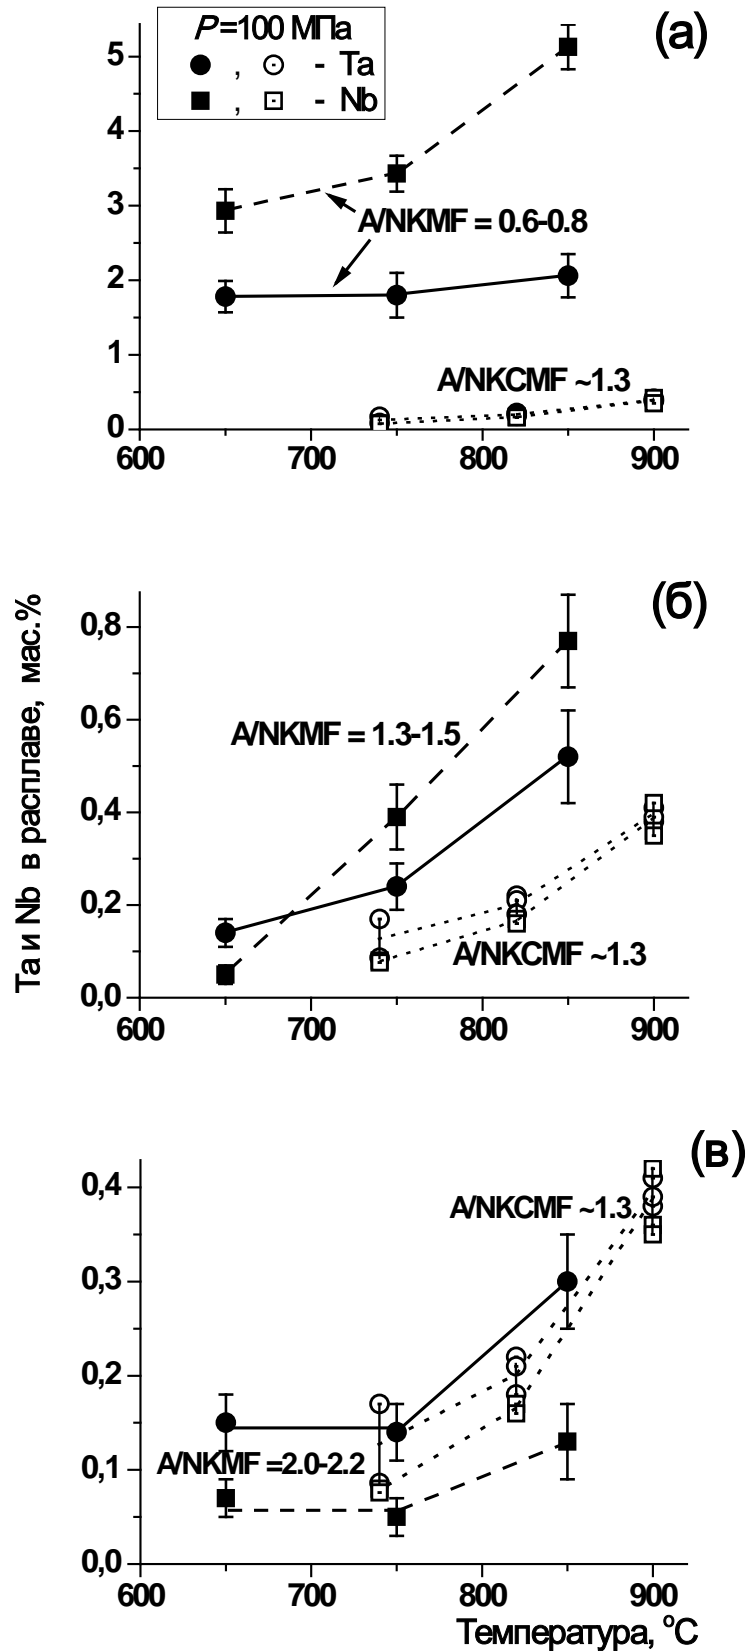 (а)
P=100 МПа
, - Ta
, - Nb
5
4
3
2
1
0
A/NKMF = 0.6-0.8
A/NKCMF ~1.3
600 700 800 900
(б)
Ta и Nb в расплаве, мас.%
0,8
0,6
0,4
0,2
0,0
A/NKMF = 1.3-1.5
A/NKCMF ~1.3
600 700 800 900
(в)
0,4
0,3
0,2
0,1
0,0
A/NKCMF ~1.3
A/NKMF =2.0-2.2
600 700 800 900
Температура, °C